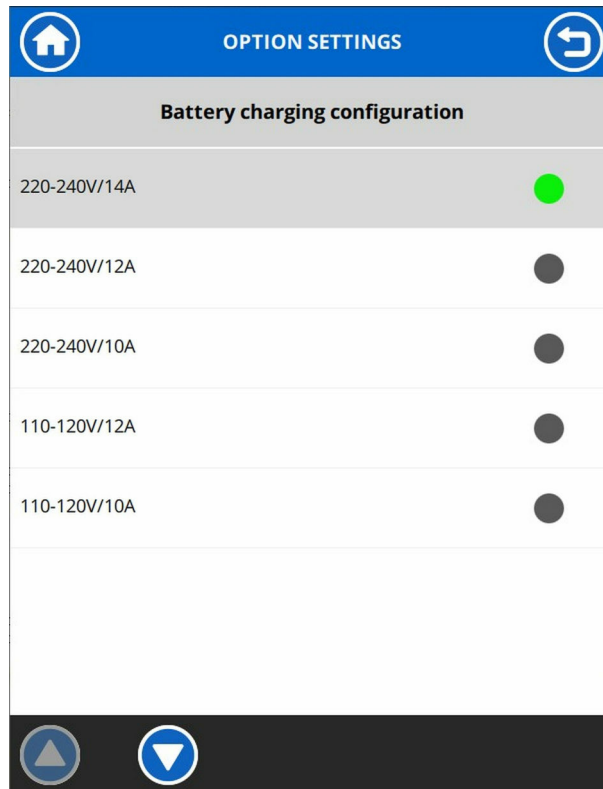 OPTION SETTINGS
Battery charging configuration
220-240V/14A
220-240V/12A
220-240V/10A
110-120V/12A
110-120V/10A